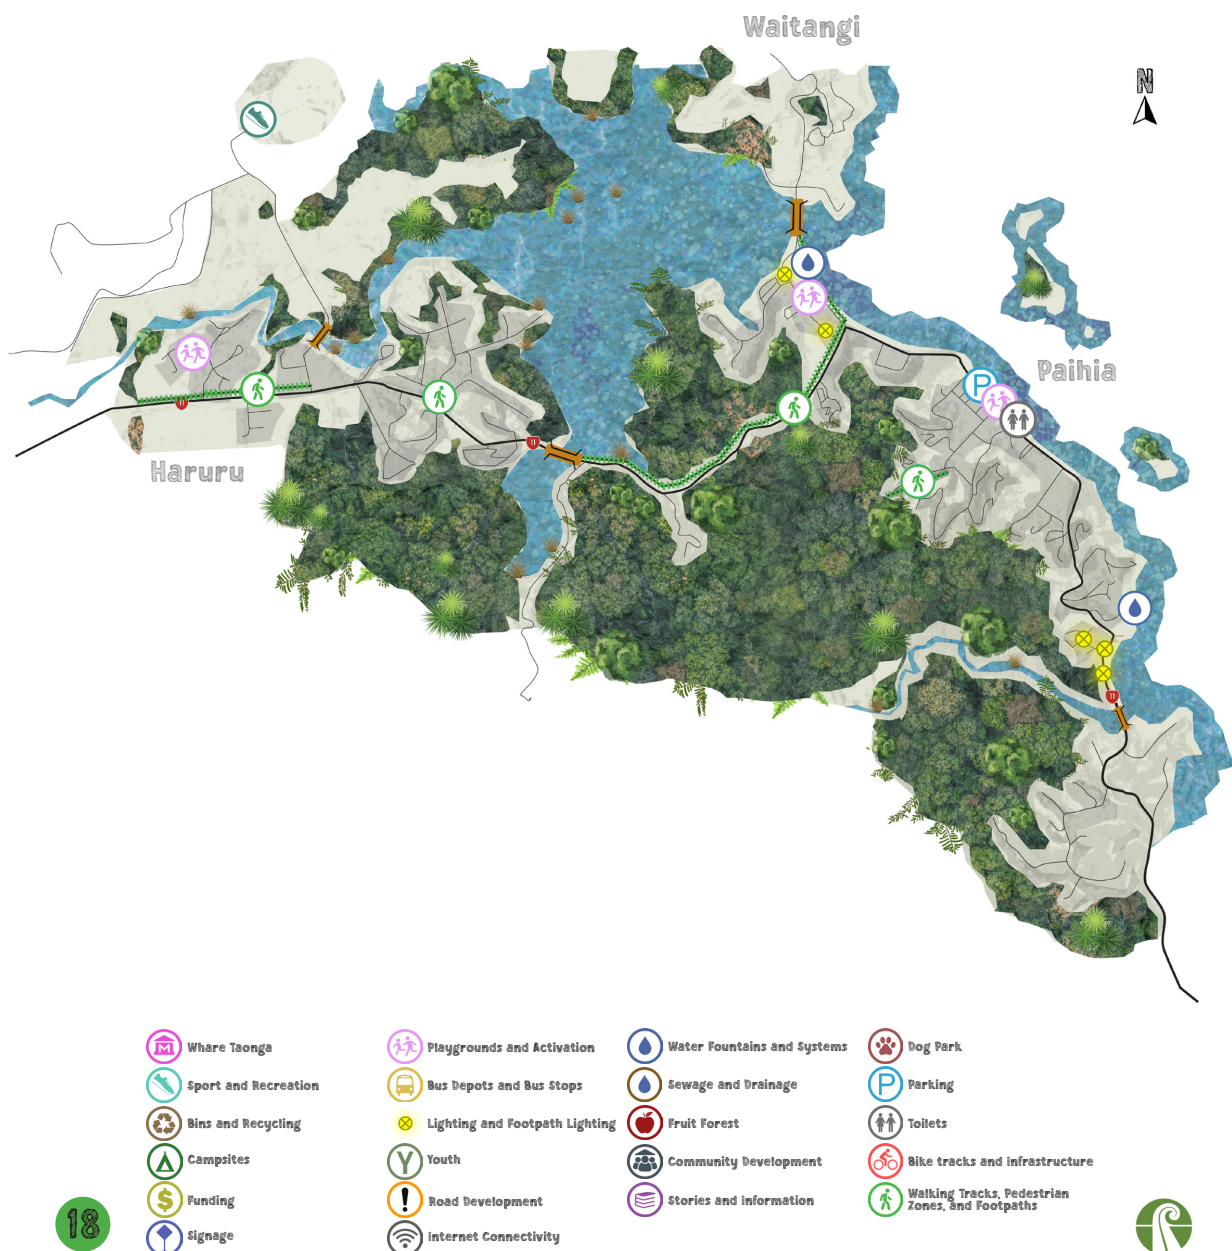 Waitangi
N
Paihia
11
11
Haruru
11
Whare Taonga
Playgrounds and Activation
Water Fountains and Systems
Dog Park
Sport and Recreation
Bus Depots and Bus Stops
Sewage and Drainage
P
Parking
Bins and Recycling
Lighting and Footpath Lighting
Fruit Forest
Toilets
Campsites
Youth
Community Development
Bike tracks and infrastructure
$
Funding
!
Road Development
Stories and Information
Walking Tracks, Pedestrian
Zones, and Footpaths
18
Signage
Internet Connectivity